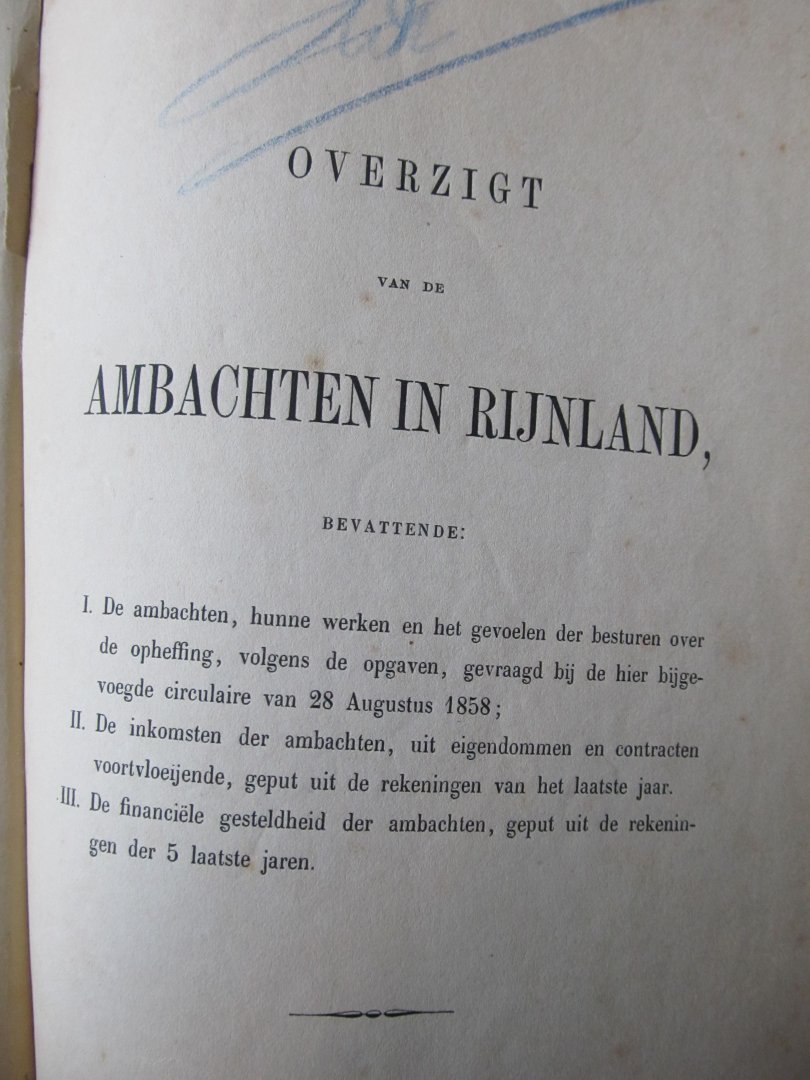 OVERZIGT
VAN DE
AMBACHTEN IN RIJNLAND,
BEVATTENDE:
I. De ambachten, hunne werken en het gevoelen der besturen over
de opheffing, volgens de opgaven, gevraagd bij de hier bijge-
voegde circulaire van 28 Augustus 1858;
II. De inkomsten der ambachten, uit eigendommen en contracten
voortvloeijende, geput uit de rekeningen van het laatste jaar.
III. De financiële gesteldheid der ambachten, geput uit de rekenin-
gen der 5 laatste jaren.